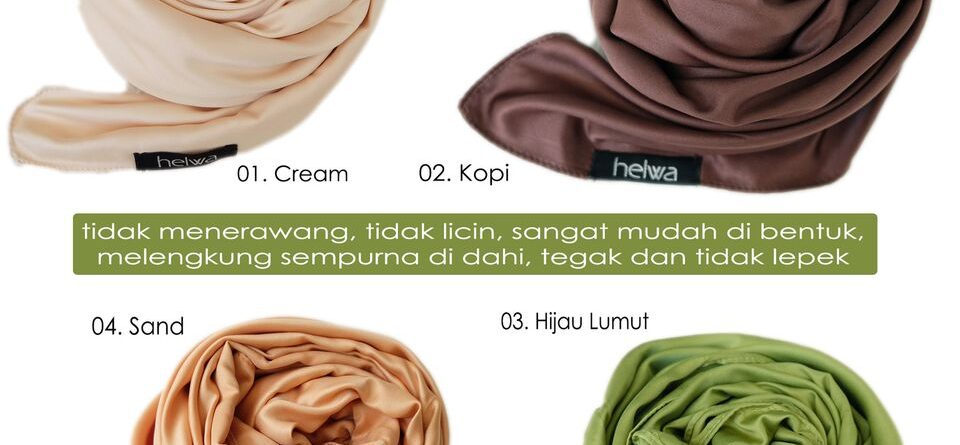 helwa
helwa
01. Cream
02. Kopi
tidak menerawang, tidak licin, sangat mudah di bentuk,
melengkung sempurna di dahi, tegak dan tidak lepek
04. Sand
03. Hijau Lumut